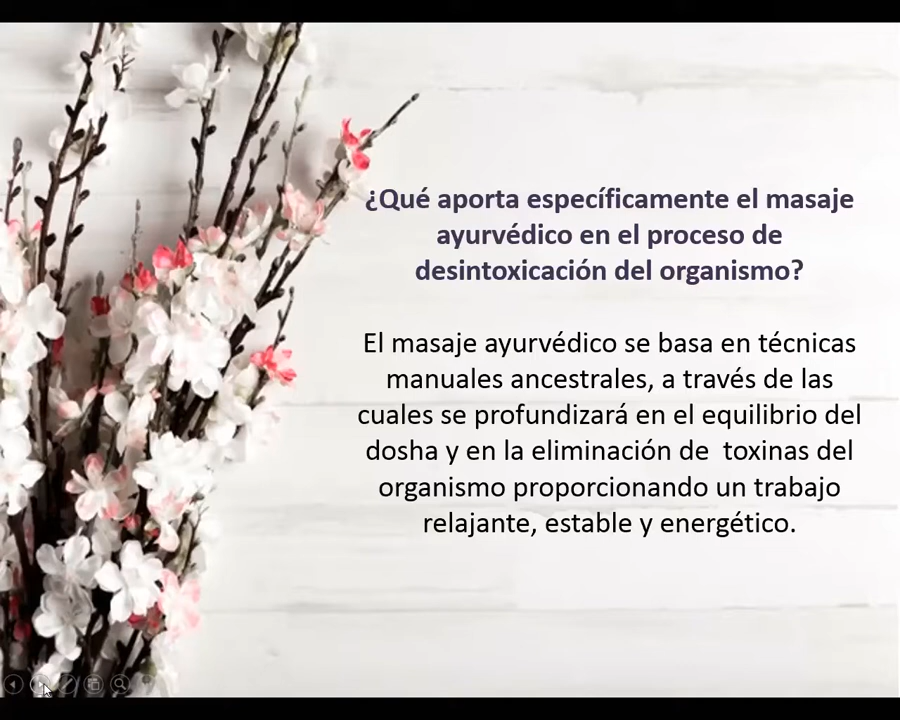 ¿Qué aporta específicamente el masaje
ayurvédico en el proceso de
desintoxicación del organismo?
El masaje ayurvédico se basa en técnicas
manuales ancestrales, a través de las
cuales se profundizará en el equilibrio del
dosha y en la eliminación de  toxinas del
organismo proporcionando un trabajo
relajante, estable y energético.